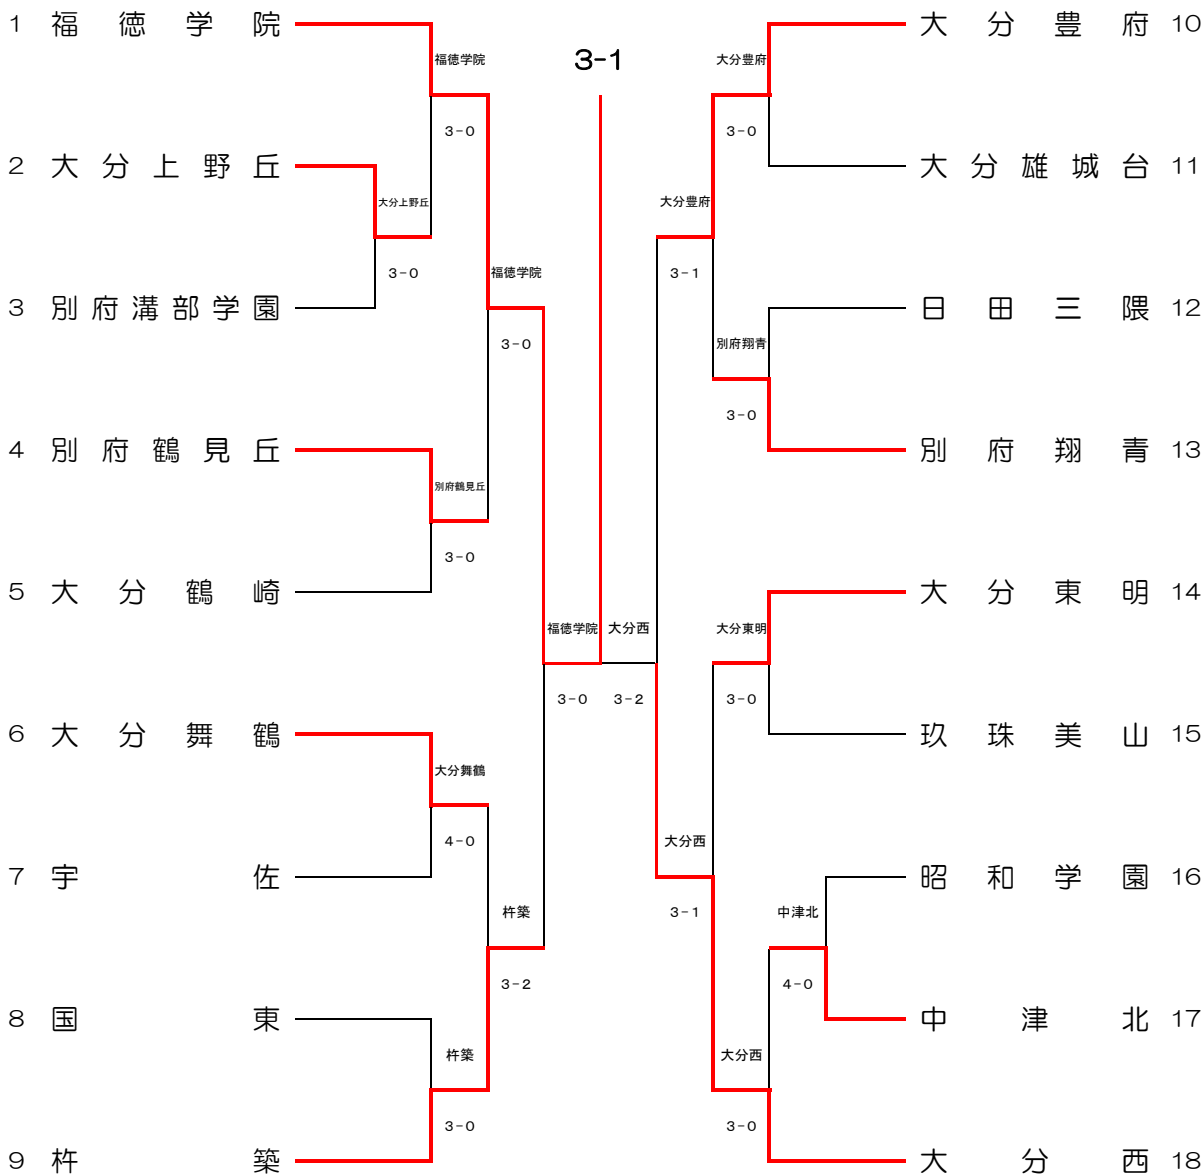 1 福徳学院
大分豊府 10
福徳学院
3-1
大分豊府
3-0
3-0
2 大分上野丘
大分雄城台 11
大分上野丘
大分豊府
3-0
福徳学院
3-1
3 別府溝部学園
日田三隈 12
3-0
別府翔青
3-0
4 別府鶴見丘
別府翔青 13
別府鶴見丘
3-0
5 大分鶴崎
大分東明 14
福徳学院
大分西
大分東明
3-0
3-2
3-0
6 大分舞鶴
玖珠美山 15
大分舞鶴
4-0
大分西
7 宇佐
昭和学園 16
杵築
3-1
中津北
3-2
4-0
8 国東
中津北 17
杵築
大分西
3-0
3-0
9 杵築
大分西 18